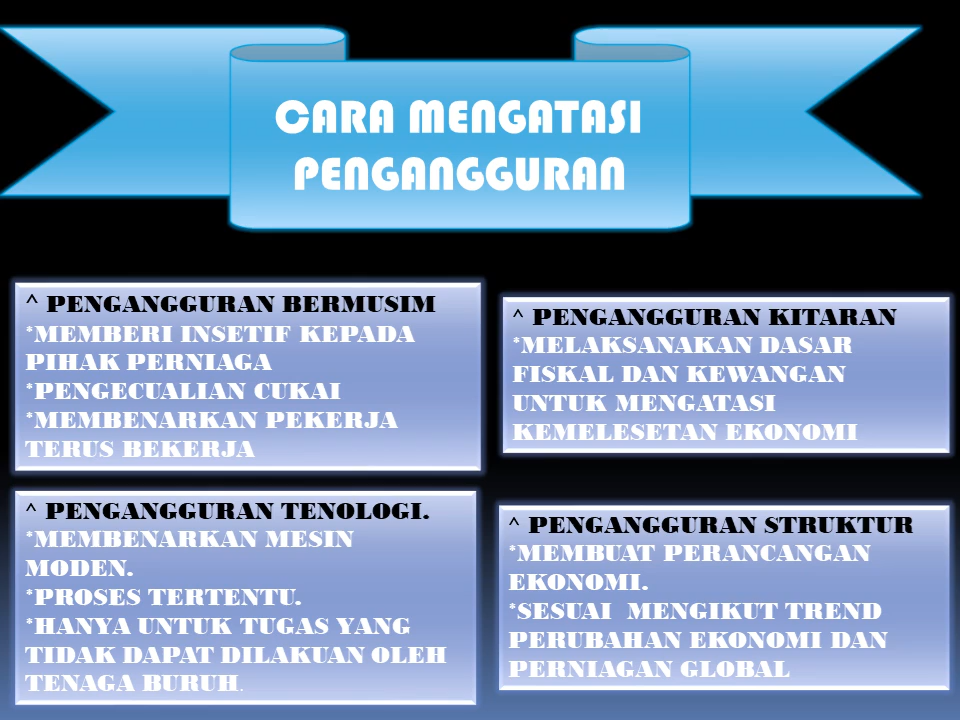 CARA MENGATASI
PENGANGGURAN
^ PENGANGGURAN BERMUSIM
*MEMBERI INSETIF KEPADA
PIHAK PERNIAGA
*PENGECUALIAN CUKAI
*MEMBENARKAN PEKERJA
TERUS BEKERJA
^ PENGANGGURAN KITARAN
*MELAKSANAKAN DASAR
FISKAL DAN KEWANGAN
UNTUK MENGATASI
KEMELESETAN EKONOMI
^ PENGANGGURAN TENOLOGI.
*MEMBENARKAN MESIN
MODEN.
*PROSES TERTENTU.
*HANYA UNTUK TUGAS YANG
TIDAK DAPAT DILAKUAN OLEH
TENAGA BURUH.
^ PENGANGGURAN STRUKTUR
*MEMBUAT PERANCANGAN
EKONOMI.
*SESUAI  MENGIKUT TREND
PERUBAHAN EKONOMI DAN
PERNIAGAN GLOBAL